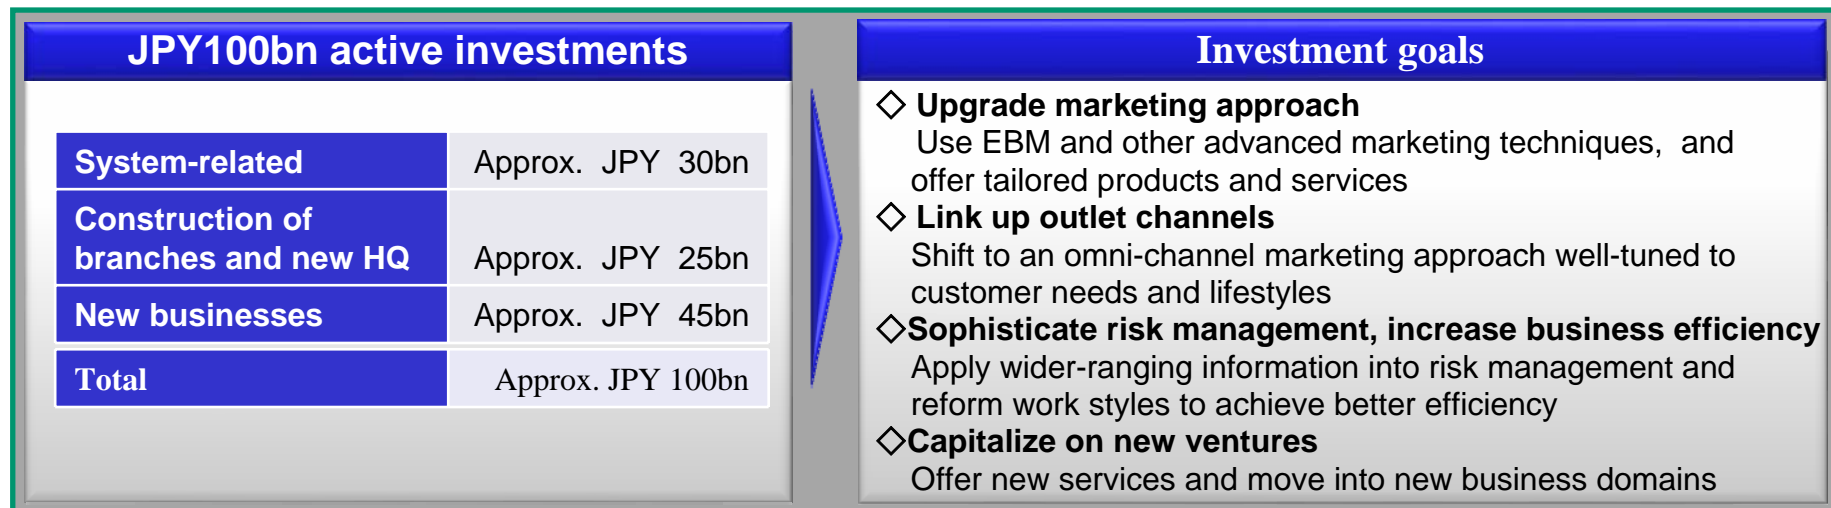 JPY100bn active investments
System-related Approx. JPY 30bn
Construction of
branches and new HQ Approx. JPY 25bn
New businesses Approx. JPY 45bn
Total Approx. JPY 100bn
Investment goals
◇ Upgrade marketing approach
Use EBM and other advanced marketing techniques, and
offer tailored products and services
◇ Link up outlet channels
Shift to an omni-channel marketing approach well-tuned to
customer needs and lifestyles
◇Sophisticate risk management, increase business efficiency
Apply wider-ranging information into risk management and
reform work styles to achieve better efficiency
◇Capitalize on new ventures
Offer new services and move into new business domains